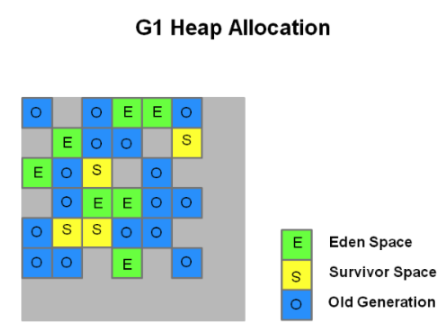 G1 Heap Allocation
O O E E O
E O O S
E O S O
O E E O O
O S S O O
O O E O
E Eden Space
S Survivor Space
O Old Generation